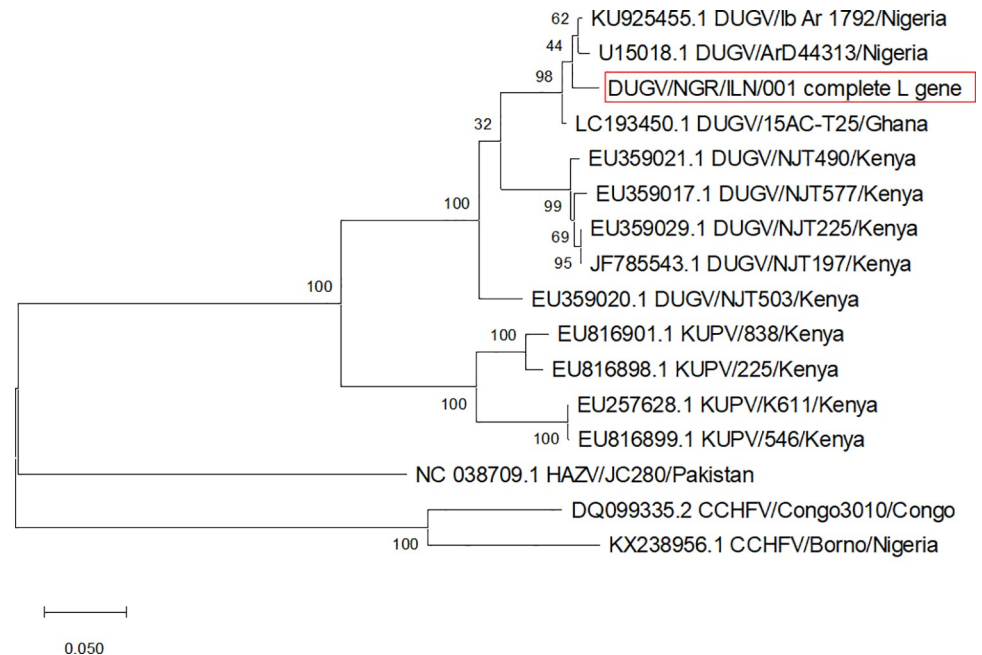 62
KU925455.1 DUGV/Ib Ar 1792/Nigeria
44
U15018.1 DUGV/ArD44313/Nigeria
98
DUGV/NGR/ILN/001 complete L gene
32
LC193450.1 DUGV/15AC-T25/Ghana
EU359021.1 DUGV/NJT490/Kenya
100
99
EU359017.1 DUGV/NJT577/Kenya
69
EU359029.1 DUGV/NJT225/Kenya
95
JF785543.1 DUGV/NJT197/Kenya
100
EU359020.1 DUGV/NJT503/Kenya
100
EU816901.1 KUPV/838/Kenya
EU816898.1 KUPV/225/Kenya
100
EU257628.1 KUPV/K611/Kenya
100
EU816899.1 KUPV/546/Kenya
NC 038709.1 HAZV/JC280/Pakistan
DQ099335.2 CCHFV/Congo3010/Congo
100
KX238956.1 CCHFV/Borno/Nigeria
0.050